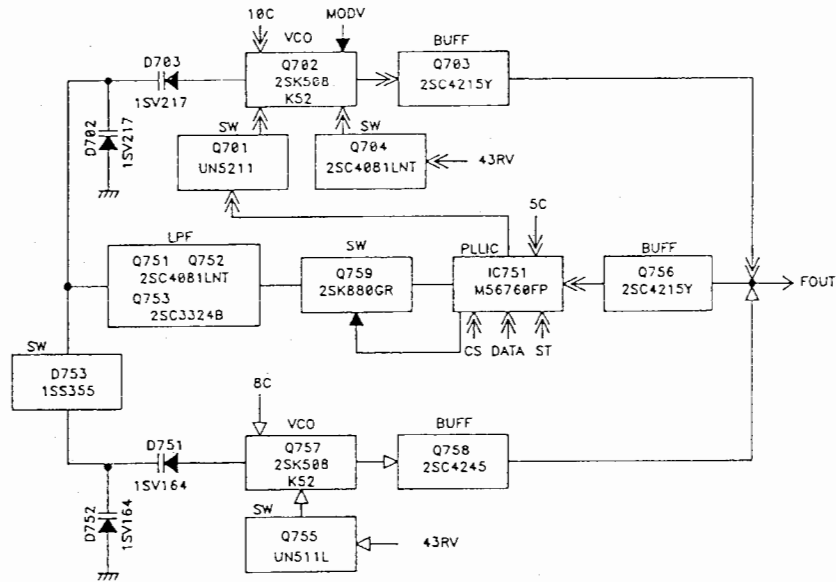 10C MODV
VCO BUFF
D703
1SV217
D702
1SV217
Q702
2SK508
K52
Q703
2SC4215Y
SW SW
Q701
UN5211
Q704
2SC4081LNT
43RV
5C
LPF SW PLLIC BUFF
Q751 Q752
2SC4081LNT
Q753
2SC3324B
Q759
2SK880GR
IC751
M56760FP
Q756
2SC4215Y
FOUT
CS DATA ST
SW
D753
1SS355
8C
VCO BUFF
D751
1SV164
D752
1SV164
Q757
2SK508
K52
Q758
2SC4245
SW
Q755
UN511L
43RV